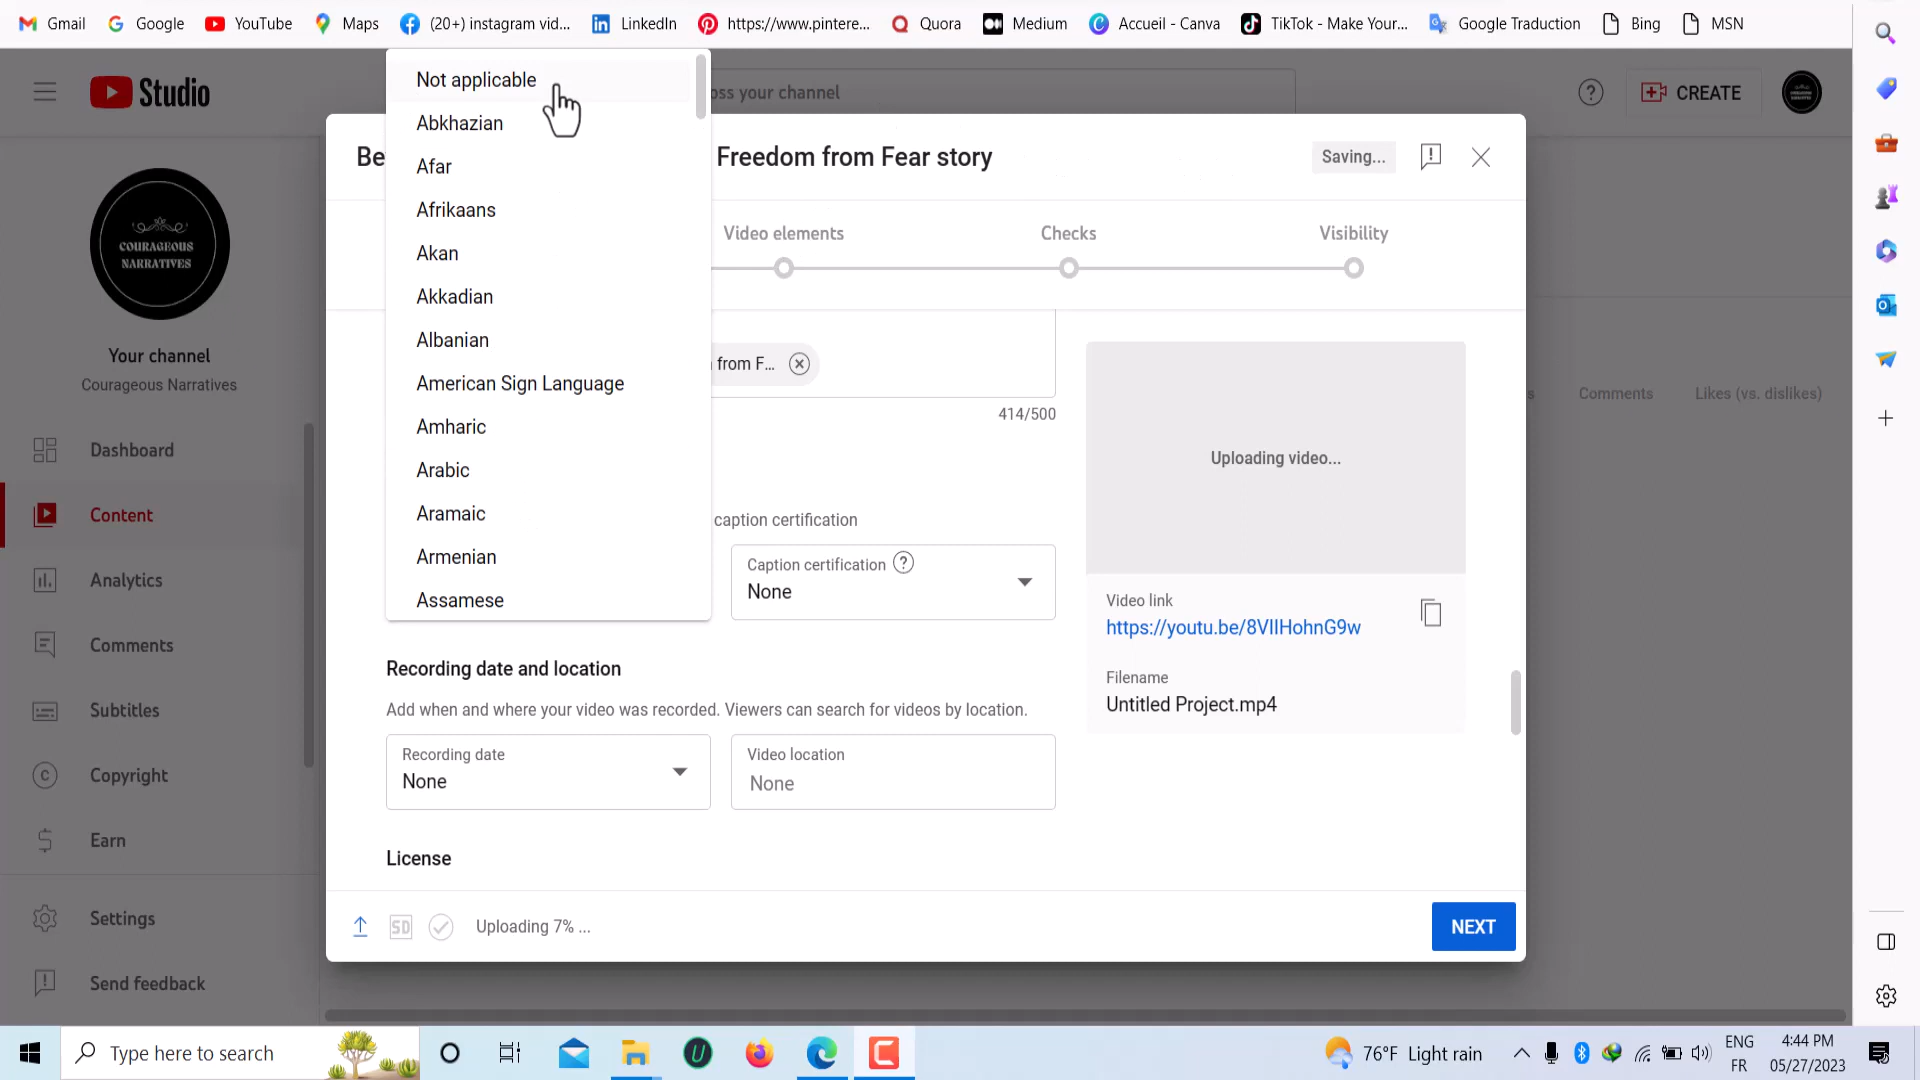 Gmail Google YouTube Maps (20+) instagram vid... LinkedIn https://www.pintere... Quora Medium Accueil - Canva TikTok - Make Your... Google Traduction Bing MSN
Studio
oss your channel
CREATE
Be
Freedom from Fear story
Saving...
Video elements
Checks
Visibility
Not applicable
Abkhazian
Afar
Afrikaans
Akan
Akkadian
Albanian
American Sign Language
Amharic
Arabic
Aramaic
Armenian
Assamese
COURAGEOUS
NARRATIVES
Your channel
Courageous Narratives
Dashboard
Content
Analytics
Comments
Subtitles
Copyright
Earn
Settings
Send feedback
from F...
414/500
caption certification
Caption certification
None
Recording date and location
Add when and where your video was recorded. Viewers can search for videos by location.
Recording date
None
Video location
None
License
Uploading video...
Video link
https://youtu.be/8VIIHohnG9w
Filename
Untitled Project.mp4
s Comments Likes (vs. dislikes)
SD Uploading 7% ...
NEXT
Type here to search
76°F Light rain
ENG
FR
4:44 PM
05/27/2023